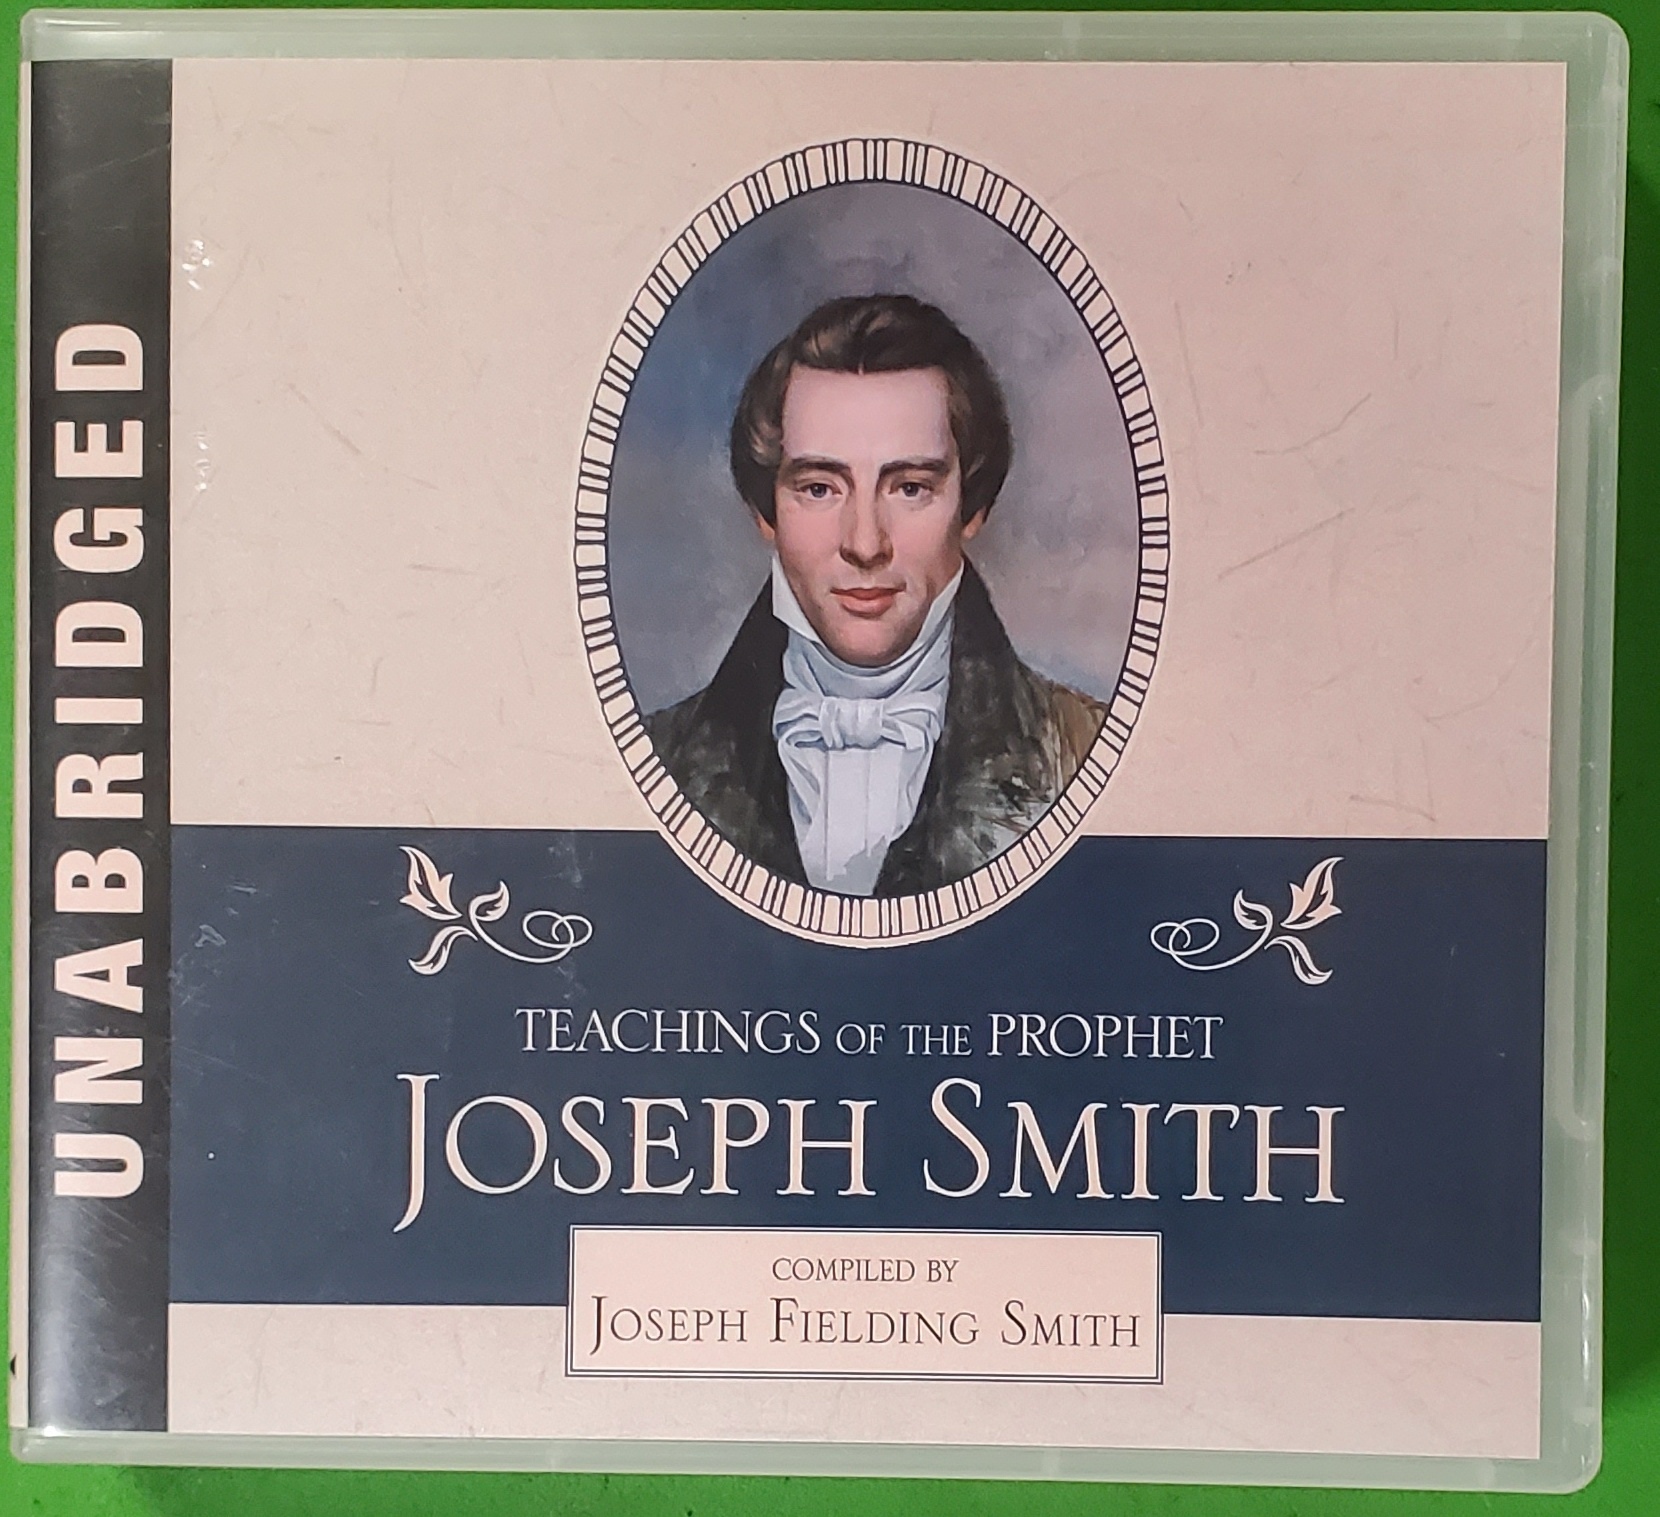 UNABRIDGED
TEACHINGS OF THE PROPHET
JOSEPH SMITH
COMPILED BY
JOSEPH FIELDING SMITH